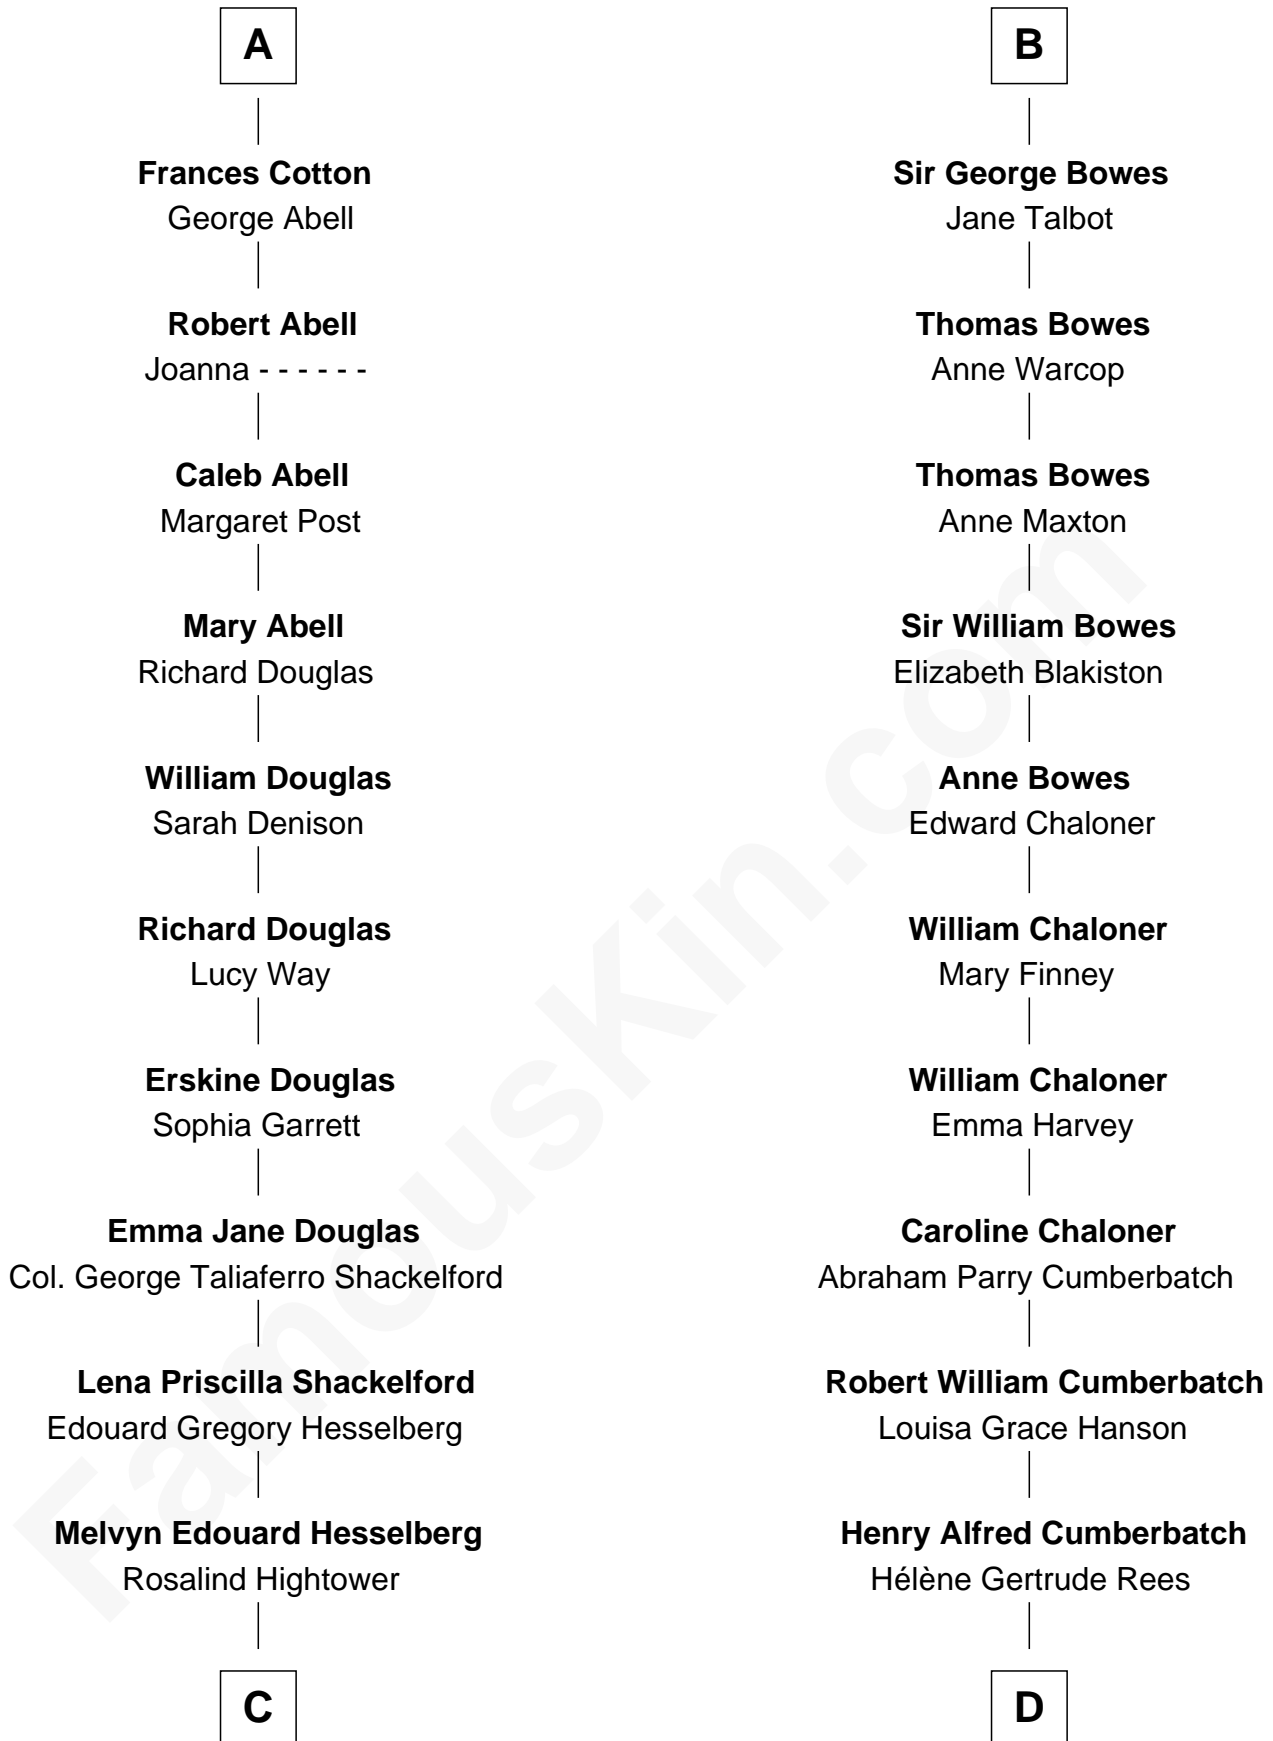 A
Frances Cotton
George Abell
Robert Abell
Joanna - - - - - -
Caleb Abell
Margaret Post
Mary Abell
Richard Douglas
William Douglas
Sarah Denison
Richard Douglas
Lucy Way
Erskine Douglas
Sophia Garrett
Emma Jane Douglas
Col. George Taliaferro Shackelford
Lena Priscilla Shackelford
Edouard Gregory Hesselberg
Melvyn Edouard Hesselberg
Rosalind Hightower
C
B
Sir George Bowes
Jane Talbot
Thomas Bowes
Anne Warcop
Thomas Bowes
Anne Maxton
Sir William Bowes
Elizabeth Blakiston
Anne Bowes
Edward Chaloner
William Chaloner
Mary Finney
William Chaloner
Emma Harvey
Caroline Chaloner
Abraham Parry Cumberbatch
Robert William Cumberbatch
Louisa Grace Hanson
Henry Alfred Cumberbatch
Hélène Gertrude Rees
D
FamousKin.com